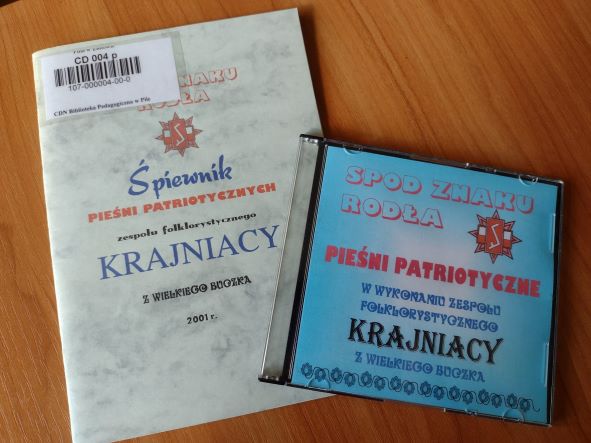 CD 004 p
107-000004-00-0
CDN Biblioteka Pedagogiczna w Pile
ZNAKU
RODŁA
Śpiewnik
PIEŚNI PATRIOTYCZNYCH
zespołu folklorystycznego
KRAJNIACY
Z WIELKIEGO BUCZKA
2001 r.
SPOD ZNAKU
RODŁA
PIEŚNI PATRIOTYCZNE
W WYKONANIU ZESPOŁU
FOLKLORYSTYCZNEGO
KRAJNIACY
Z WIELKIEGO BUCZKA